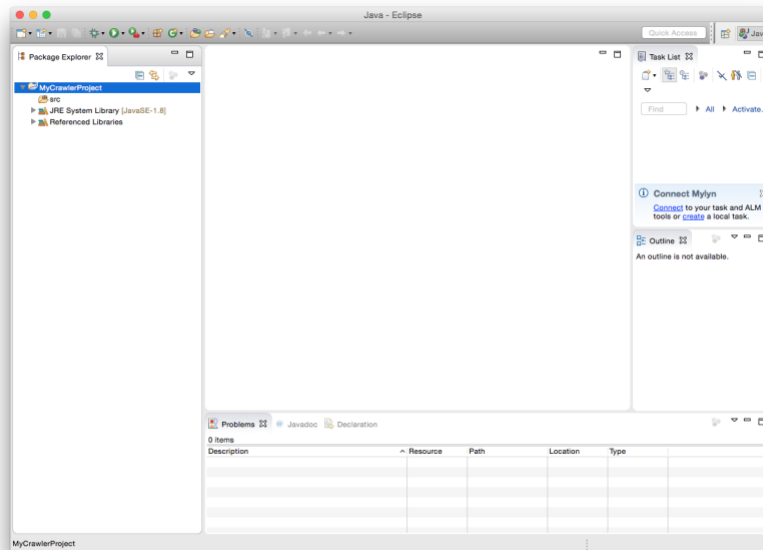 Java - Eclipse
Quick Access
Package Explorer
MyCrawlerProject
src
JRE System Library [JavaSE-1.8]
Referenced Libraries
Task List
Find
All
Activate.
Connect Mylyn
Connect to your task and ALM
tools or create a local task.
Outline
An outline is not available.
Problems
Javadoc
Declaration
0 items
Description
Resource
Path
Location
Type
MyCrawlerProject